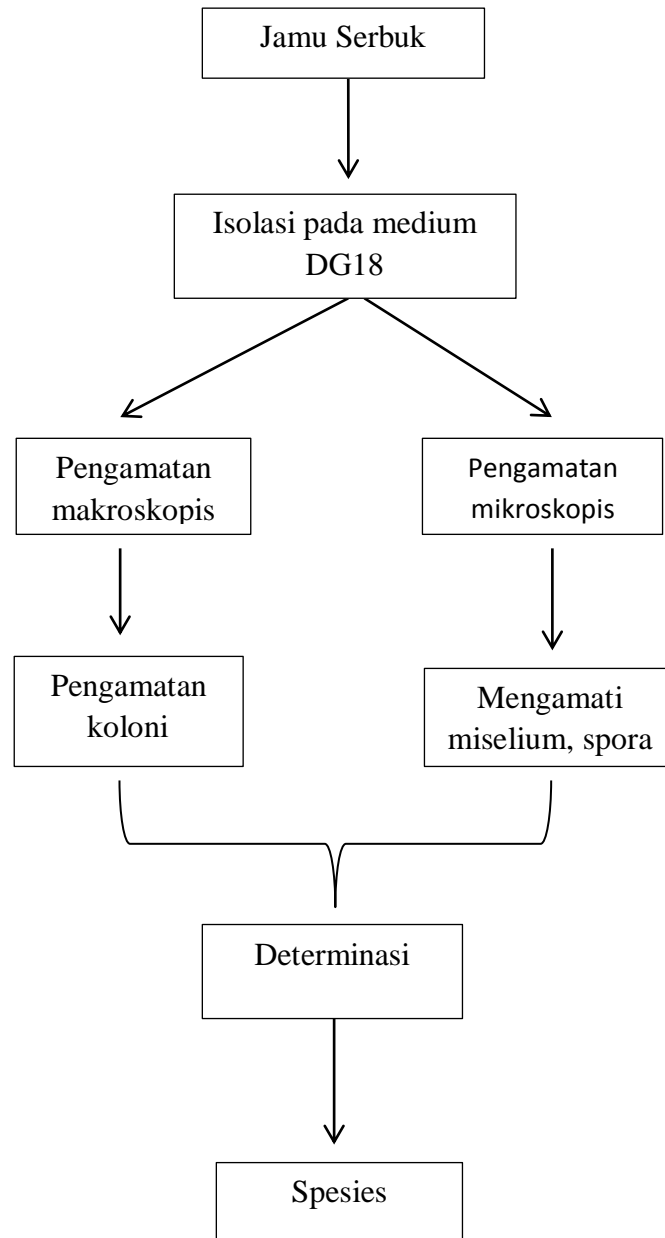 Jamu Serbuk
Isolasi pada medium
DG18
Pengamatan
makroskopis
Pengamatan
mikroskopis
Pengamatan
koloni
Mengamati
miselium, spora
Determinasi
Spesies